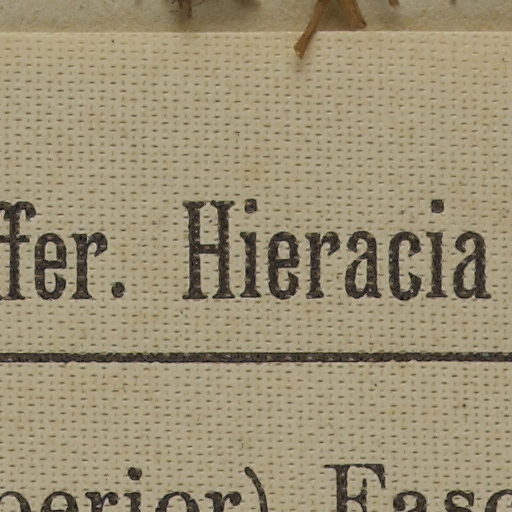 ffer. Hieracia
perior) Fasc